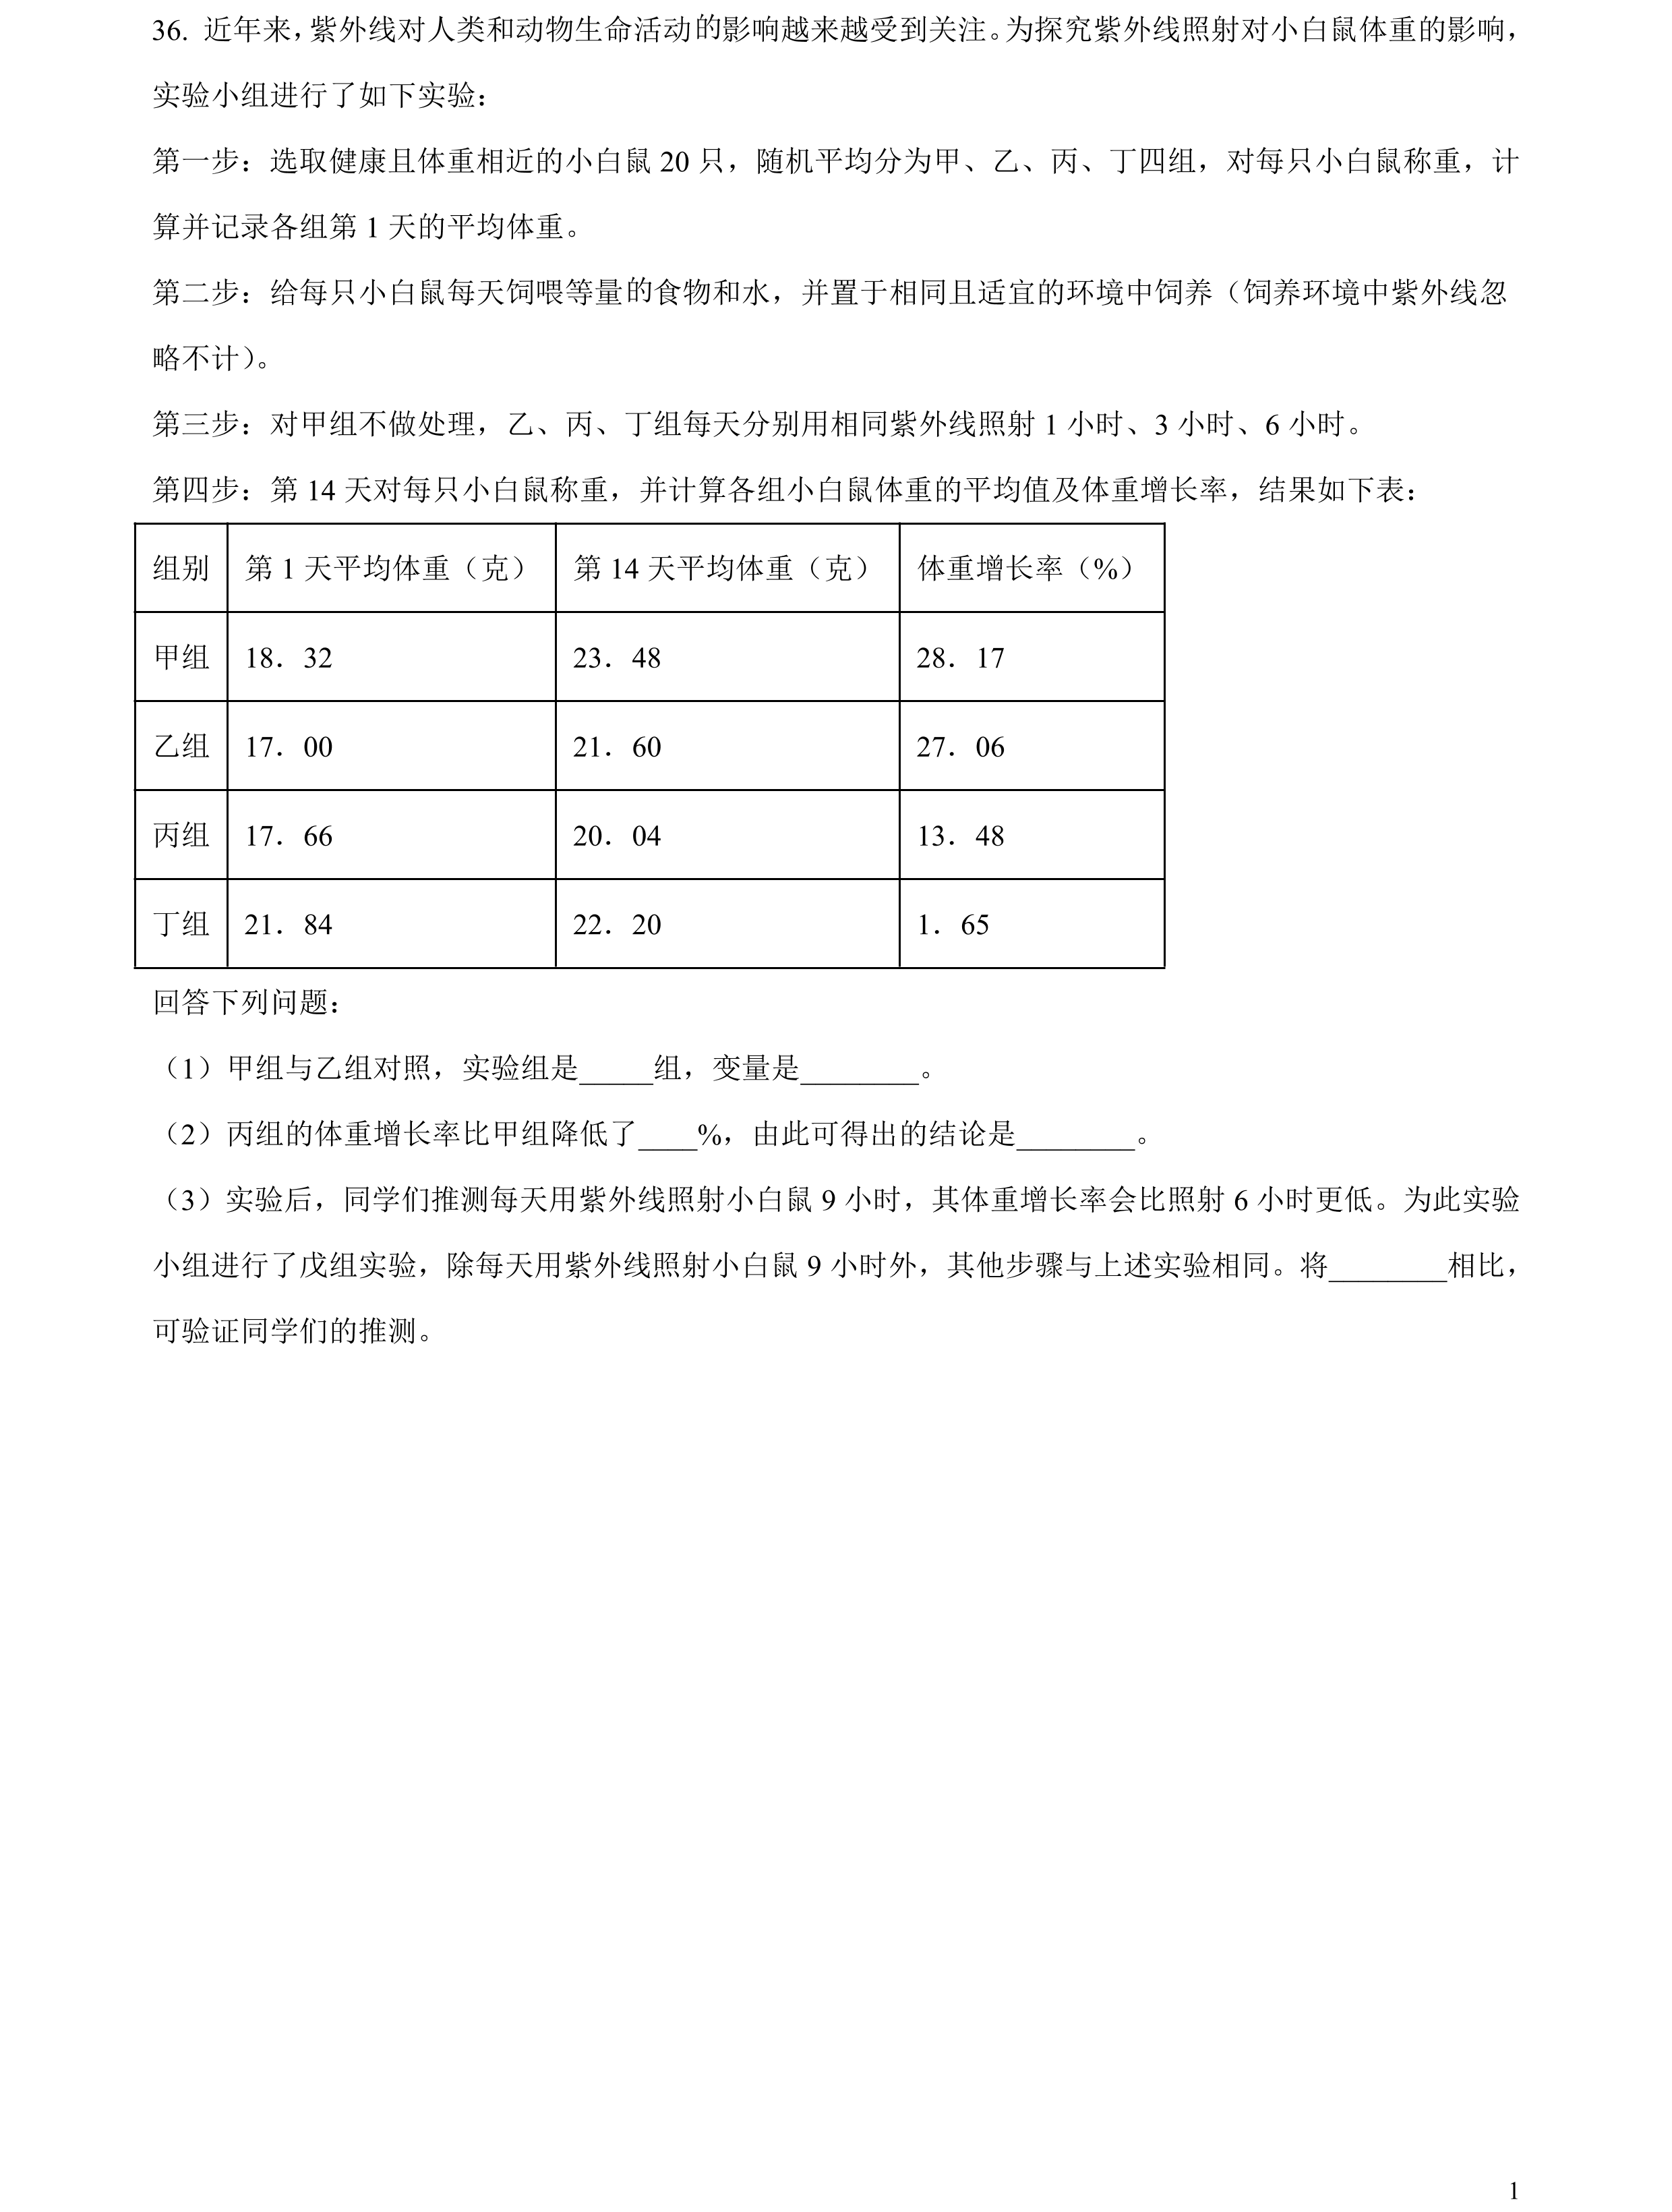 36. 近年来，紫外线对人类和动物生命活动的影响越来越受到关注。为探究紫外线照射对小白鼠体重的影响，
实验小组进行了如下实验：
第一步：选取健康且体重相近的小白鼠 20 只，随机平均分为甲、乙、丙、丁四组，对每只小白鼠称重，计
算并记录各组第 1 天的平均体重。
第二步：给每只小白鼠每天饲喂等量的食物和水，并置于相同且适宜的环境中饲养（饲养环境中紫外线忽
略不计）。
第三步：对甲组不做处理，乙、丙、丁组每天分别用相同紫外线照射 1 小时、3 小时、6 小时。
第四步：第 14 天对每只小白鼠称重，并计算各组小白鼠体重的平均值及体重增长率，结果如下表：
组别 第 1 天平均体重（克） 第 14 天平均体重（克） 体重增长率（%）
甲组 18．32 23．48 28．17
乙组 17．00 21．60 27．06
丙组 17．66 20．04 13．48
丁组 21．84 22．20 1．65
回答下列问题：
（1）甲组与乙组对照，实验组是_____组，变量是________。
（2）丙组的体重增长率比甲组降低了____%，由此可得出的结论是________。
（3）实验后，同学们推测每天用紫外线照射小白鼠 9 小时，其体重增长率会比照射 6 小时更低。为此实验
小组进行了戊组实验，除每天用紫外线照射小白鼠 9 小时外，其他步骤与上述实验相同。将________相比，
可验证同学们的推测。
1